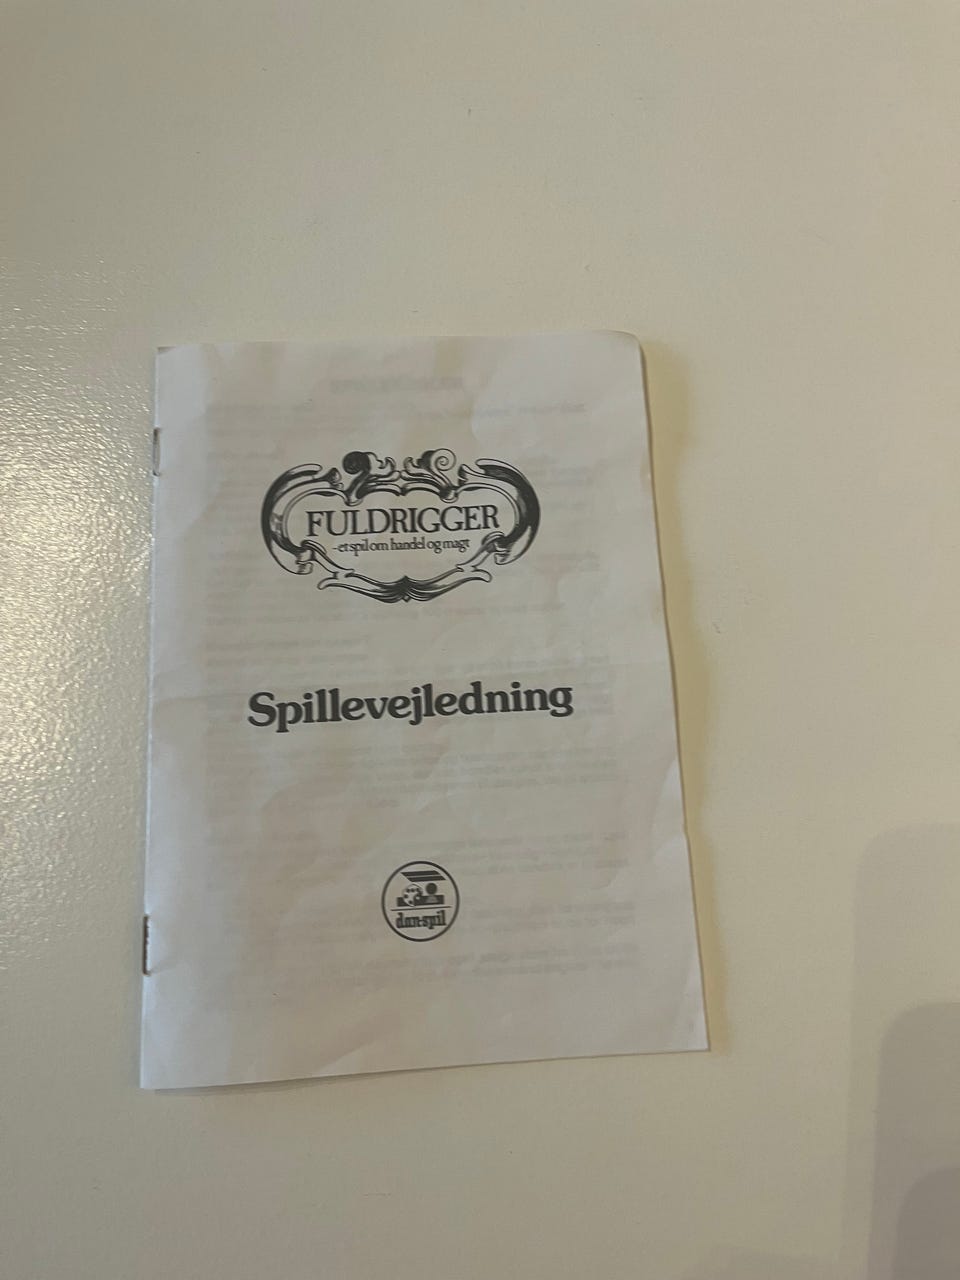 FULDRIGGER
- et spil om handel og magt
Spillevejledning
dan-spil